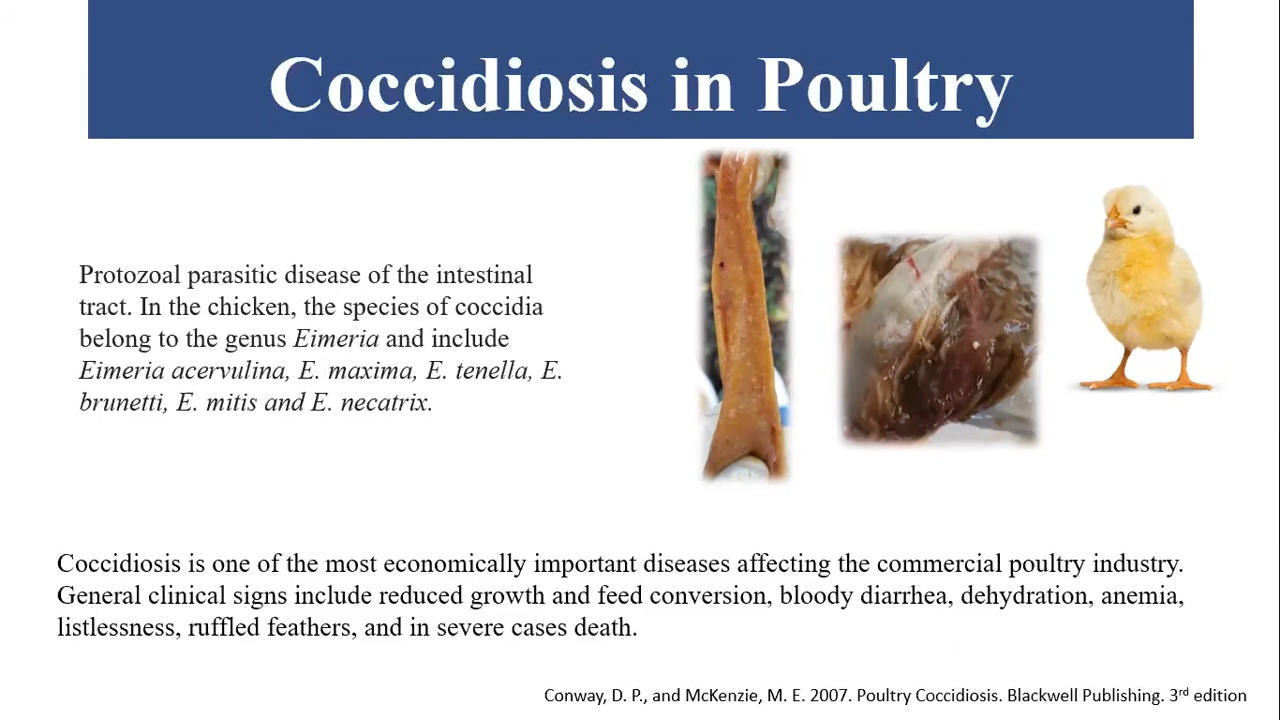 Coccidiosis in Poultry
Protozoal parasitic disease of the intestinal
tract. In the chicken, the species of coccidia
belong to the genus Eimeria and include
Eimeria acervulina, E. maxima, E. tenella, E.
brunetti, E. mitis and E. necatrix.
Coccidiosis is one of the most economically important diseases affecting the commercial poultry industry.
General clinical signs include reduced growth and feed conversion, bloody diarrhea, dehydration, anemia,
listlessness, ruffled feathers, and in severe cases death.
Conway, D. P., and McKenzie, M. E. 2007. Poultry Coccidiosis. Blackwell Publishing. 3rd edition